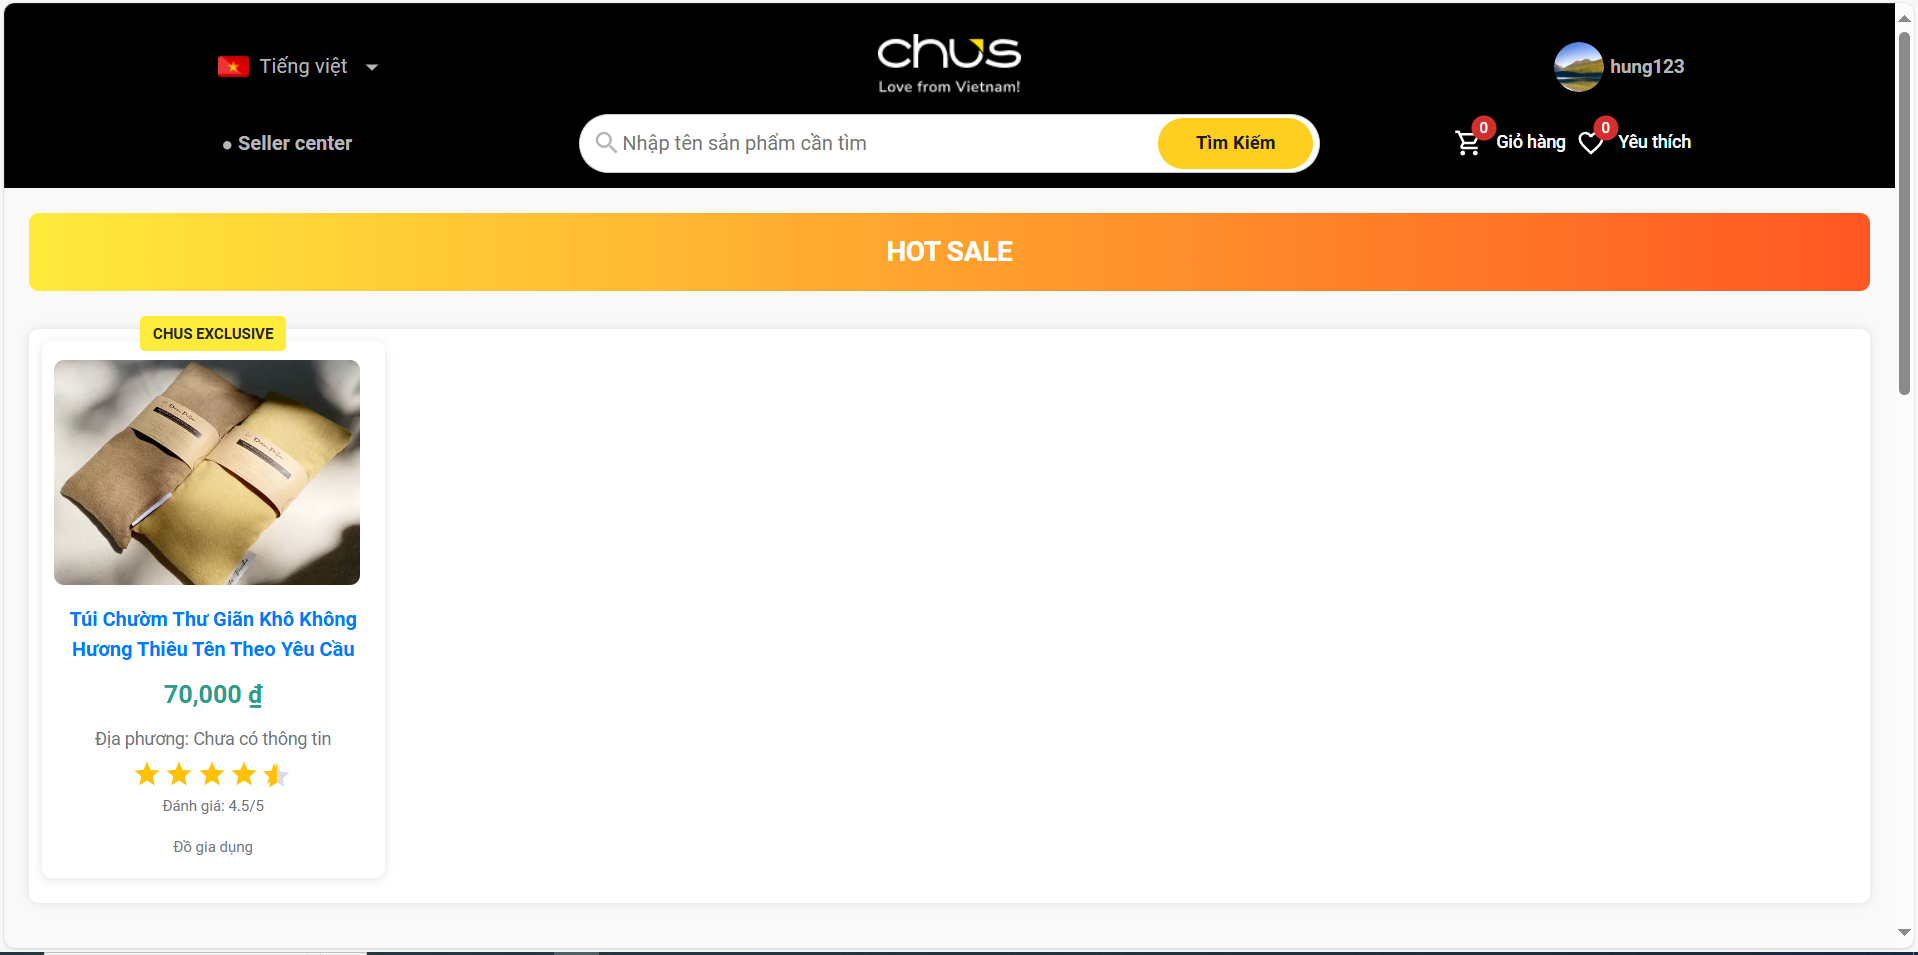 Tiếng việt
chus
Love from Vietnam!
hung123
● Seller center
Nhập tên sản phẩm cần tìm
Tìm Kiếm
0
Giỏ hàng
0
Yêu thích
HOT SALE
CHUS EXCLUSIVE
Túi Chườm Thư Giãn Khô Không
Hương Thiêu Tên Theo Yêu Cầu
70,000 ₫
Địa phương: Chưa có thông tin
Đánh giá: 4.5/5
Đồ gia dụng